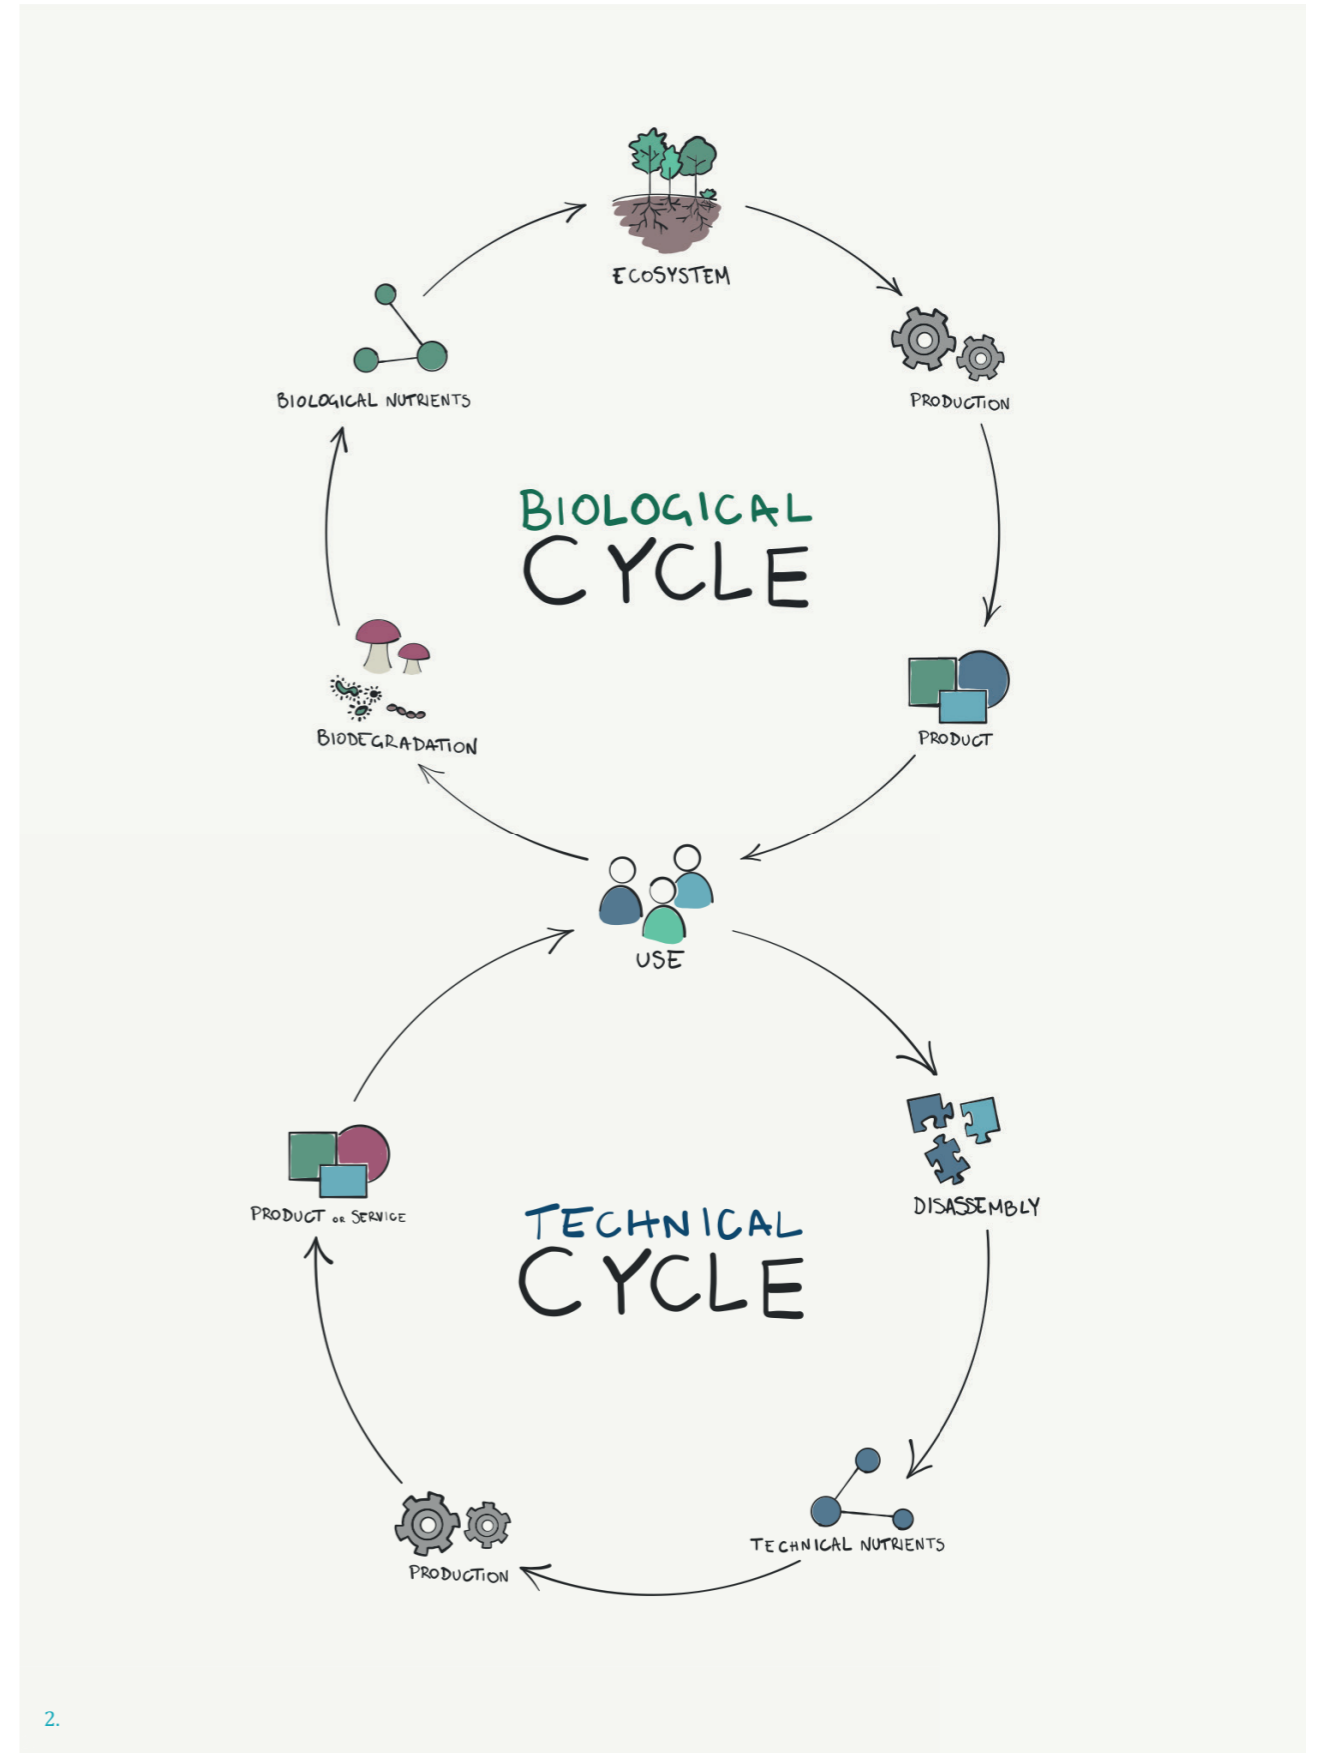 ECOSYSTEM
BIOLOGICAL NUTRIENTS
PRODUCTION
BIOLOGICAL
CYCLE
BIODEGRADATION
PRODUCT
USE
PRODUCT OR SERVICE
DISASSEMBLY
TECHNICAL
CYCLE
TECHNICAL NUTRIENTS
PRODUCTION
2.